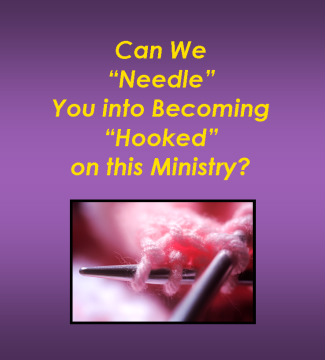 Can We
“Needle”
You into Becoming
“Hooked”
on this Ministry?